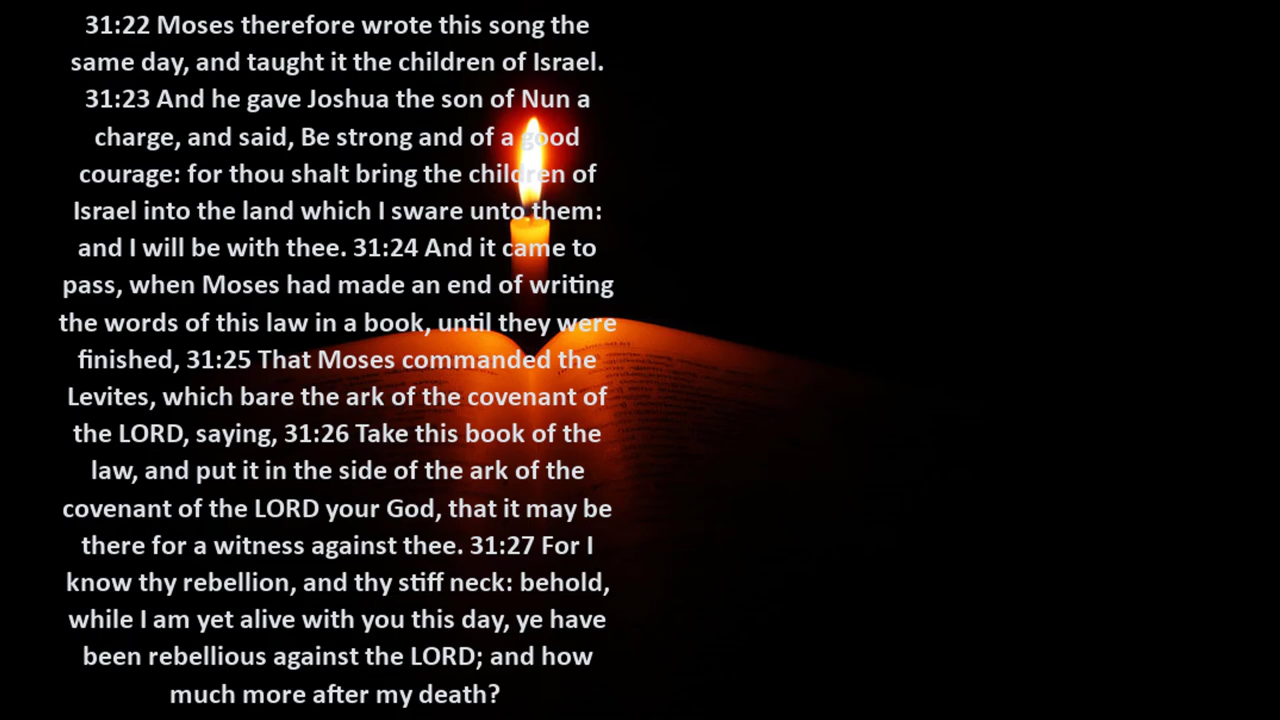 31:22 Moses therefore wrote this song the
same day, and taught it the children of Israel.
31:23 And he gave Joshua the son of Nun a
charge, and said, Be strong and of a good
courage: for thou shalt bring the children of
Israel into the land which I sware unto them:
and I will be with thee. 31:24 And it came to
pass, when Moses had made an end of writing
the words of this law in a book, until they were
finished, 31:25 That Moses commanded the
Levites, which bare the ark of the covenant of
the LORD, saying, 31:26 Take this book of the
law, and put it in the side of the ark of the
covenant of the LORD your God, that it may be
there for a witness against thee. 31:27 For I
know thy rebellion, and thy stiff neck: behold,
while I am yet alive with you this day, ye have
been rebellious against the LORD; and how
much more after my death?